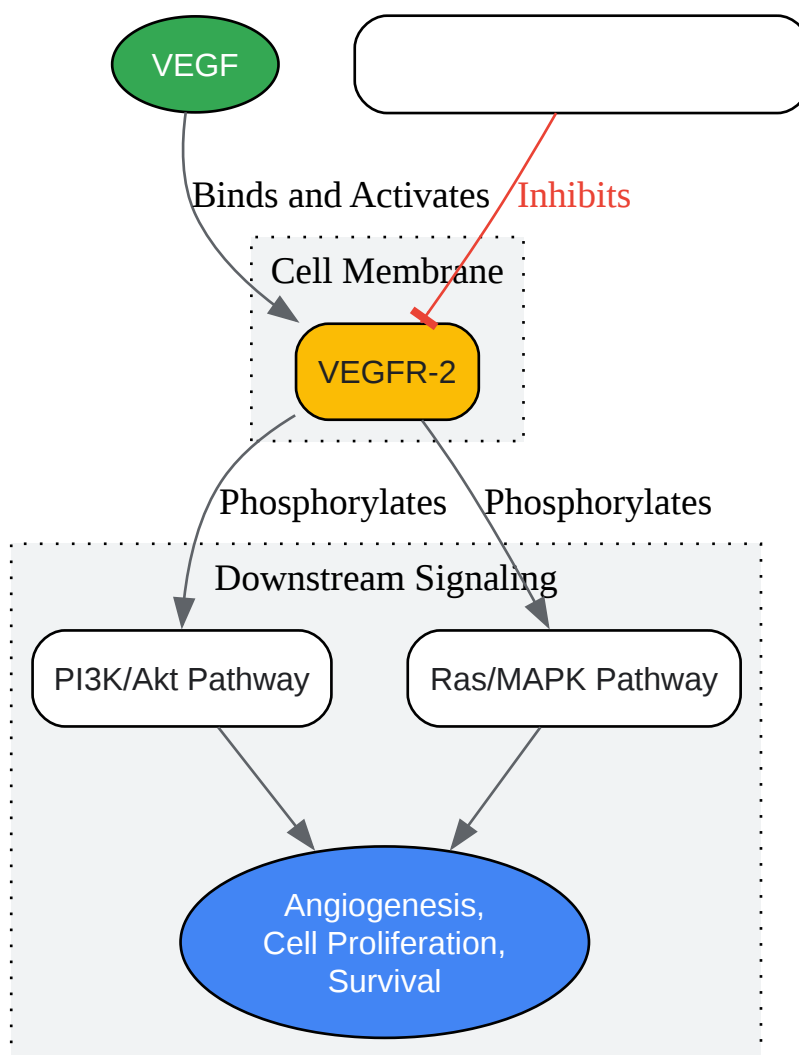 VEGF
Binds and Activates
Inhibits
Cell Membrane
VEGFR-2
Phosphorylates
Phosphorylates
Downstream Signaling
PI3K/Akt Pathway
Ras/MAPK Pathway
Angiogenesis,
Cell Proliferation,
Survival